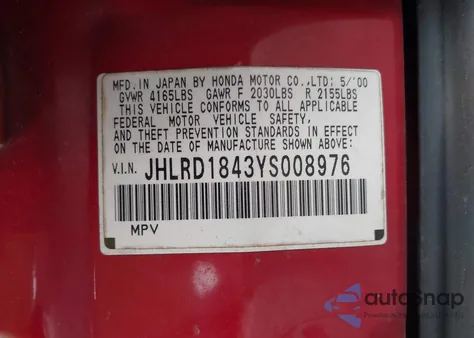 MFD.IN JAPAN BY HONDA MOTOR CO.,LTD; 5/'00
GVWR 4165LBS GAWR F 2030LBS R 2155LBS
THIS VEHICLE CONFORMS TO ALL APPLICABLE
FEDERAL MOTOR VEHICLE SAFETY,
AND THEFT PREVENTION STANDARDS IN EFFECT
ON THE DATE OF MANUFACTURE SHOWN ABOVE.
V.I.N. JHLRD1843YS008976
MPV
autoSnap